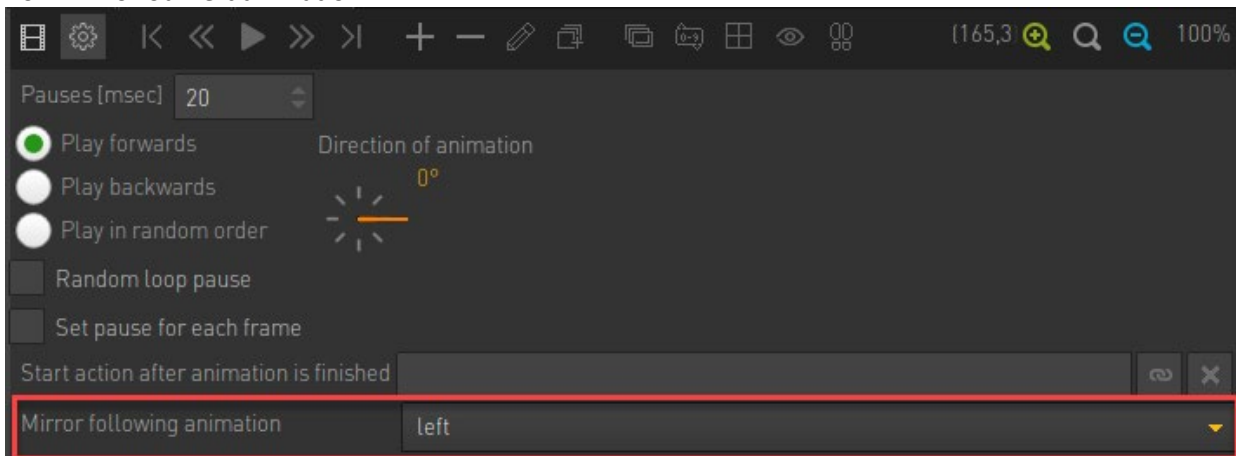 (165,3) 100%
Pauses [msec] 20
Play forwards
Direction of animation
Play backwards
0°
Play in random order
Random loop pause
Set pause for each frame
Start action after animation is finished
Mirror following animation left